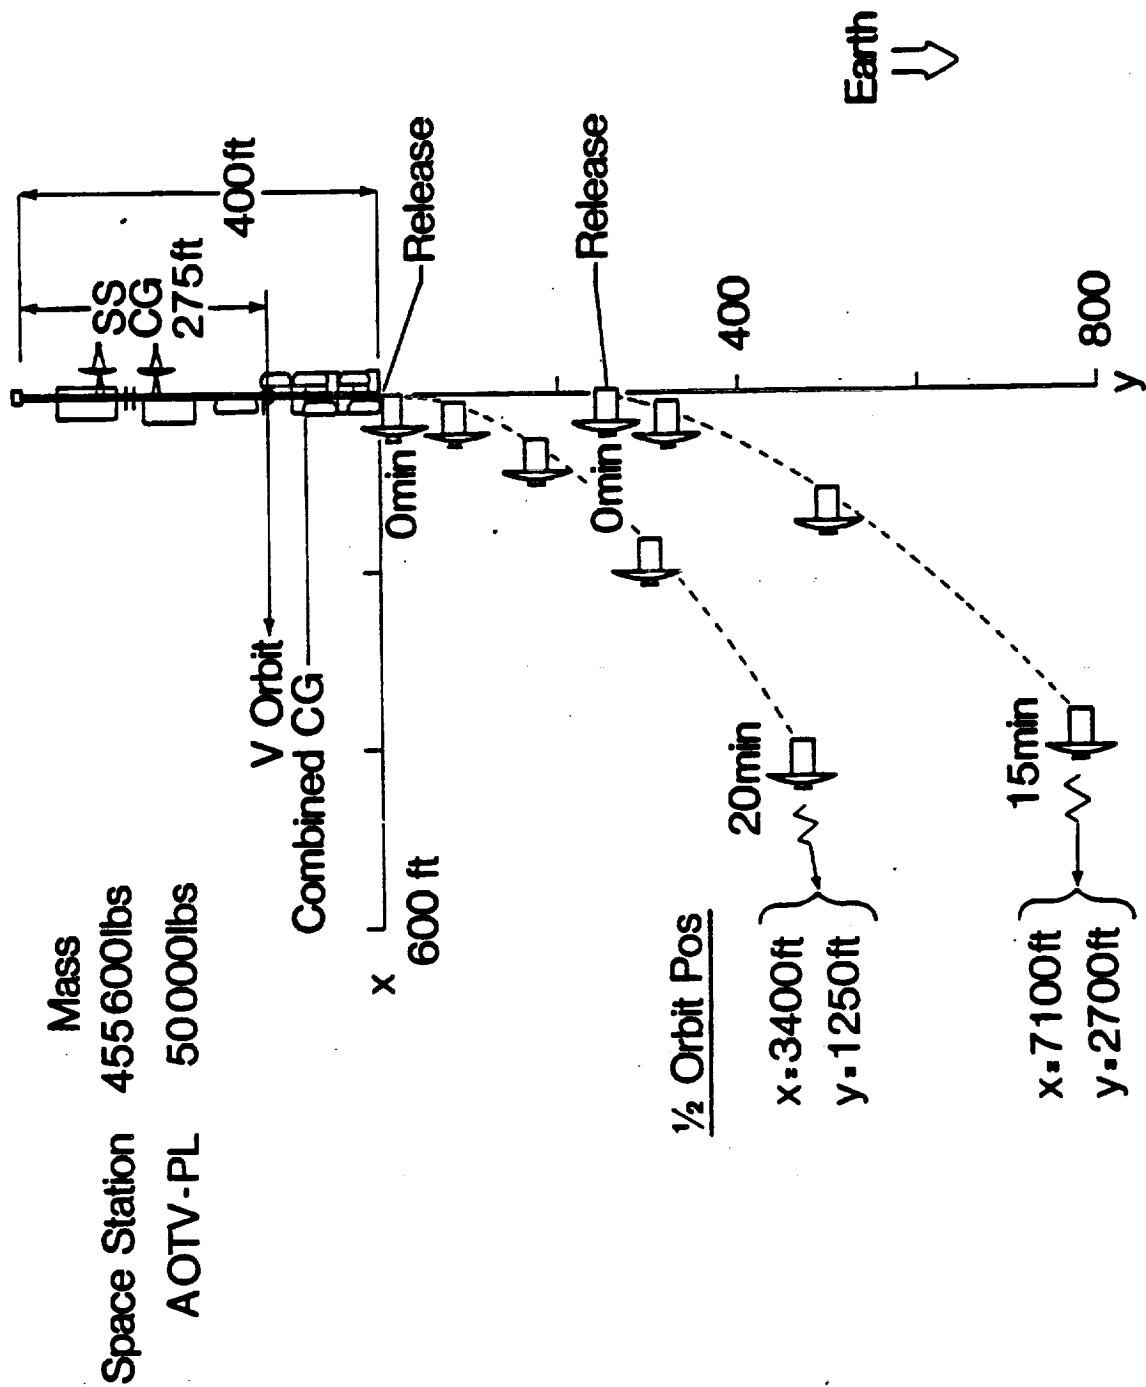 Mass
Space Station 455600lbs
AOTV-PL 50000lbs
400ft
SS
CG
275ft
V Orbit
Combined CG
Release
Release
Earth
x
600 ft
0min
0min
400
800
y
20min
15min
½ Orbit Pos
x=3400ft
y=1250ft
x=7100ft
y=2700ft